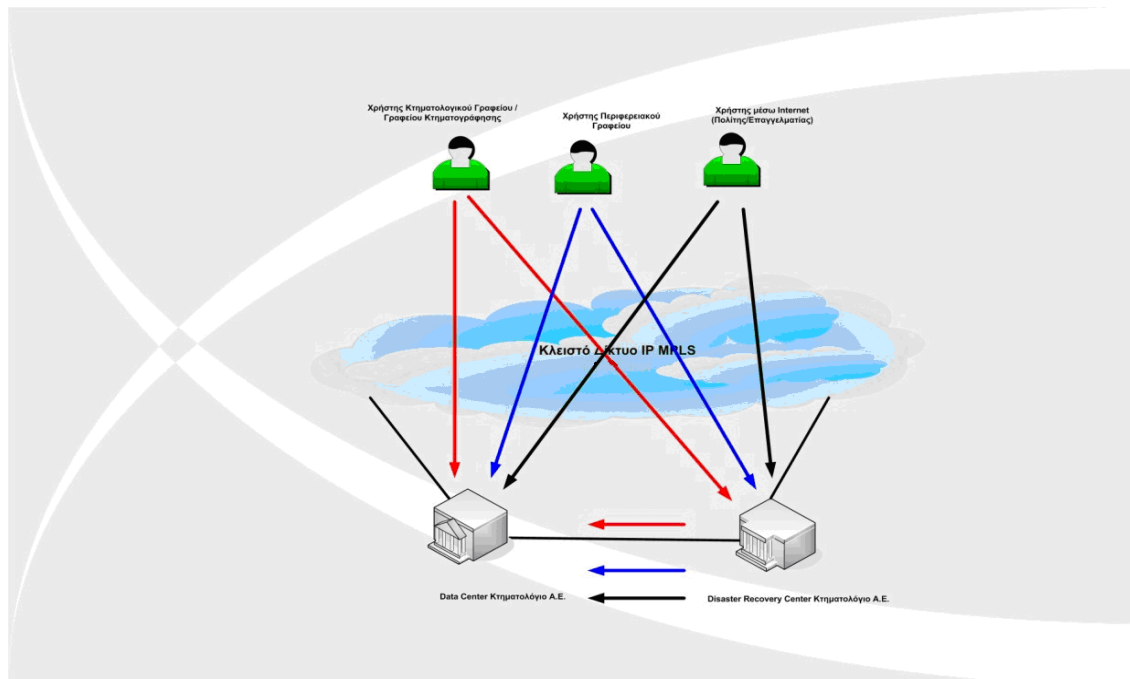 Χρήστης Κτηματολογικού Γραφείου /
Γραφείου Κτηματογράφησης
Χρήστης Περιφερειακού
Γραφείου
Χρήστης μέσω Internet
(Πολίτης/Επαγγελματίας)
Κλειστό Δίκτυο IP MPLS
Data Center Κτηματολόγιο Α.Ε.
Disaster Recovery Center Κτηματολόγιο Α.Ε.